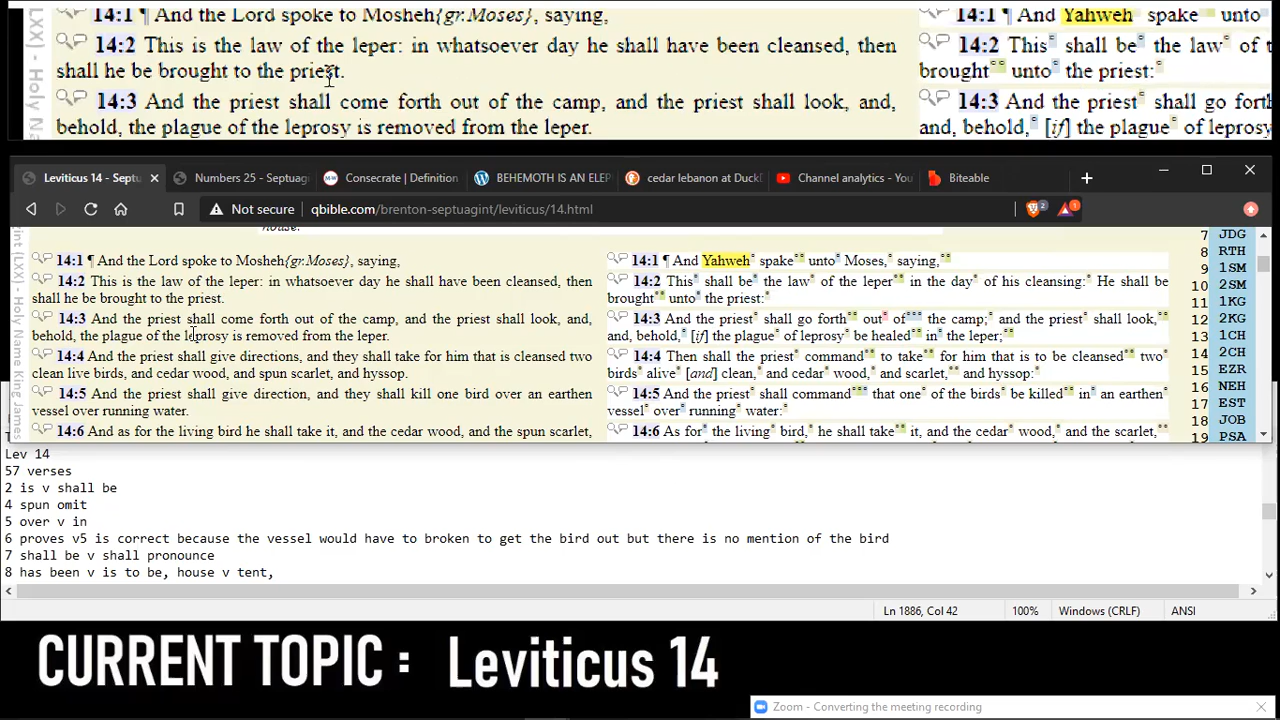 14:1 ¶ And the Lord spoke to Mosheh{gr.Moses}, saying,
14:2 This is the law of the leper: in whatsoever day he shall have been cleansed, then
shall he be brought to the priest.
14:3 And the priest shall come forth out of the camp, and the priest shall look, and,
behold, the plague of the leprosy is removed from the leper.
LXX) - Holy Na
14:1 ¶ And Yahweh spake unto
14:2 This shall be the law of t
brought unto the priest:
14:3 And the priest shall go forth
and, behold, [if] the plague of leprosy
Leviticus 14 - Septu
Numbers 25 - Septuag
Consecrate | Definition
BEHEMOTH IS AN ELEP
cedar lebanon at DuckD
Channel analytics - You
Biteable
Not secure
qbible.com/brenton-septuagint/leviticus/14.html
2
1
house.
14:1 ¶ And the Lord spoke to Mosheh{gr.Moses}, saying,
14:2 This is the law of the leper: in whatsoever day he shall have been cleansed, then
shall he be brought to the priest.
14:3 And the priest shall come forth out of the camp, and the priest shall look, and,
behold, the plague of the leprosy is removed from the leper.
14:4 And the priest shall give directions, and they shall take for him that is cleansed two
clean live birds, and cedar wood, and spun scarlet, and hyssop.
14:5 And the priest shall give direction, and they shall kill one bird over an earthen
vessel over running water.
14:6 And as for the living bird he shall take it, and the cedar wood, and the spun scarlet,
int (LXX) - Holy Name King James
14:1 ¶ And Yahweh spake unto Moses, saying,
14:2 This shall be the law of the leper in the day of his cleansing: He shall be
brought unto the priest:
14:3 And the priest shall go forth out of the camp; and the priest shall look,
and, behold, [if] the plague of leprosy be healed in the leper;
14:4 Then shall the priest command to take for him that is to be cleansed two
birds alive [and] clean, and cedar wood, and scarlet, and hyssop:
14:5 And the priest shall command that one of the birds be killed in an earthen
vessel over running water:
14:6 As for the living bird, he shall take it, and the cedar wood, and the scarlet,
7 JDG
8 RTH
9 1SM
10 2SM
11 1KG
12 2KG
13 1CH
14 2CH
15 EZR
16 NEH
17 EST
18 JOB
19 PSA
Lev 14
57 verses
2 is v shall be
4 spun omit
5 over v in
6 proves v5 is correct because the vessel would have to broken to get the bird out but there is no mention of the bird
7 shall be v shall pronounce
8 has been v is to be, house v tent,
Ln 1886, Col 42
100%
Windows (CRLF)
ANSI
CURRENT TOPIC : Leviticus 14
Zoom - Converting the meeting recording